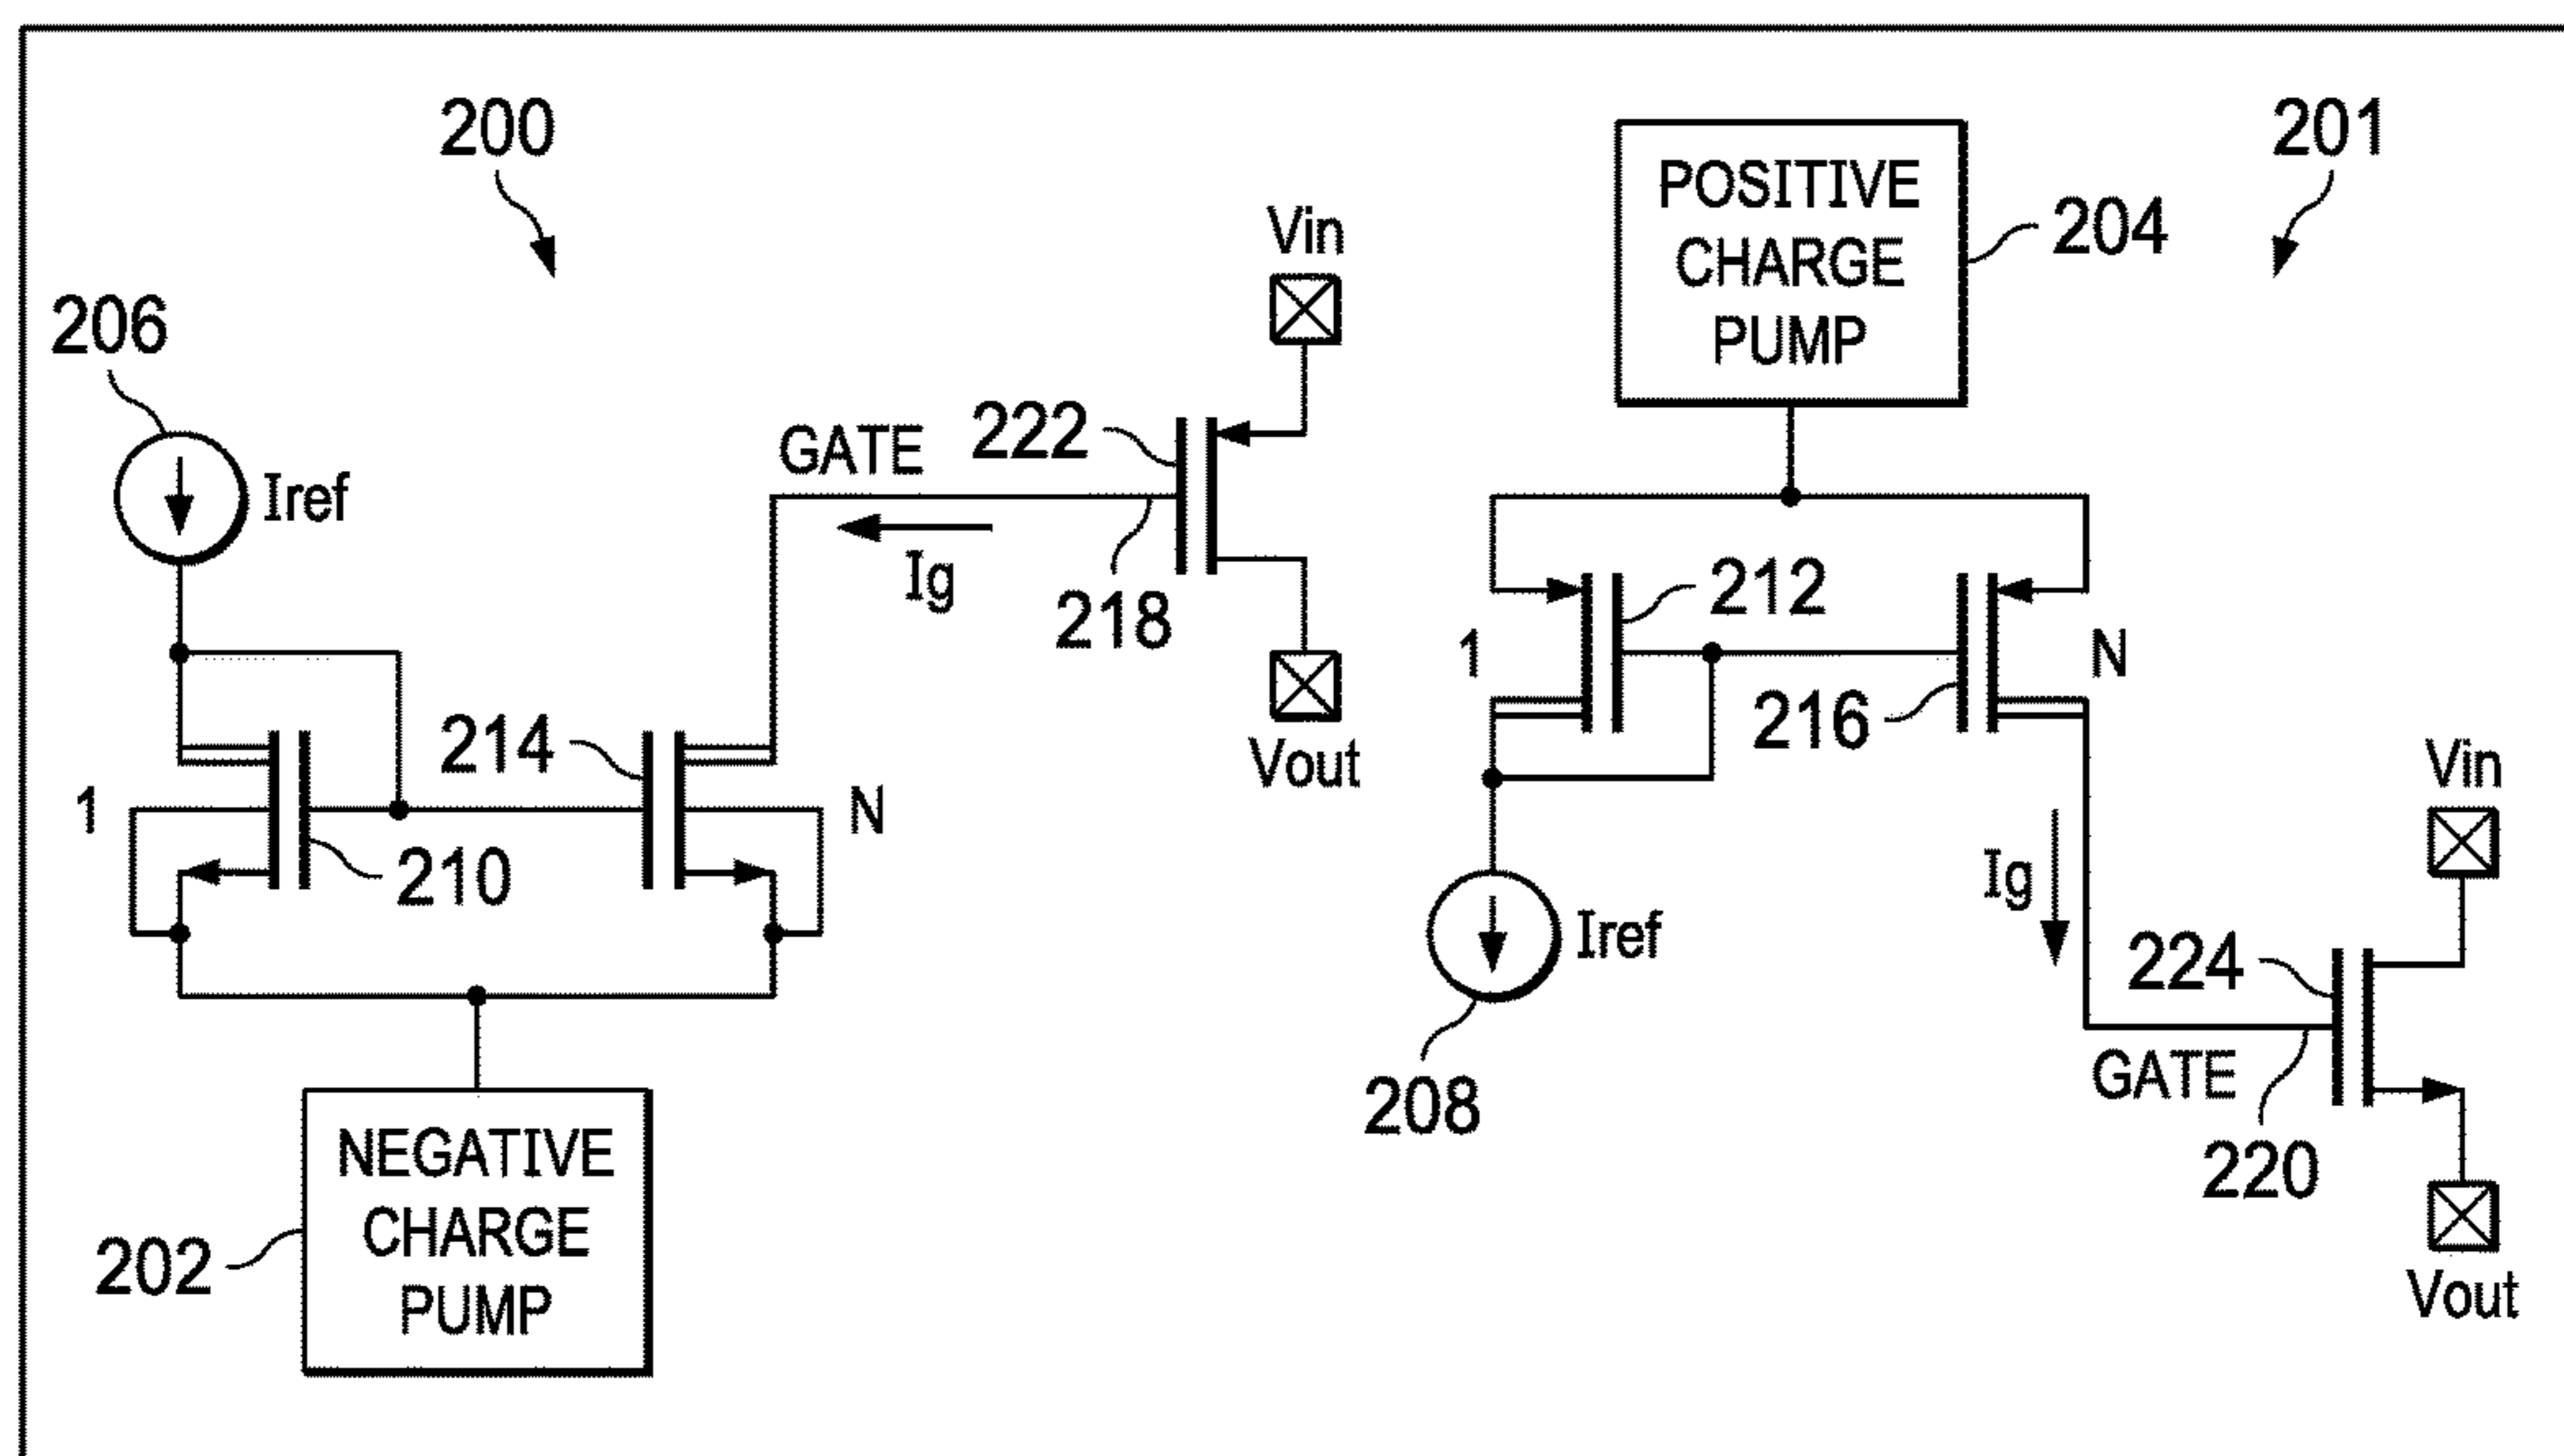 200
201
POSITIVE
CHARGE
PUMP
204
Vin
206
Iref
GATE
222
Ig
218
Vout
212
1
N
216
214
1
N
210
Vin
Ig
Iref
224
208
GATE
220
Vout
NEGATIVE
CHARGE
PUMP
202